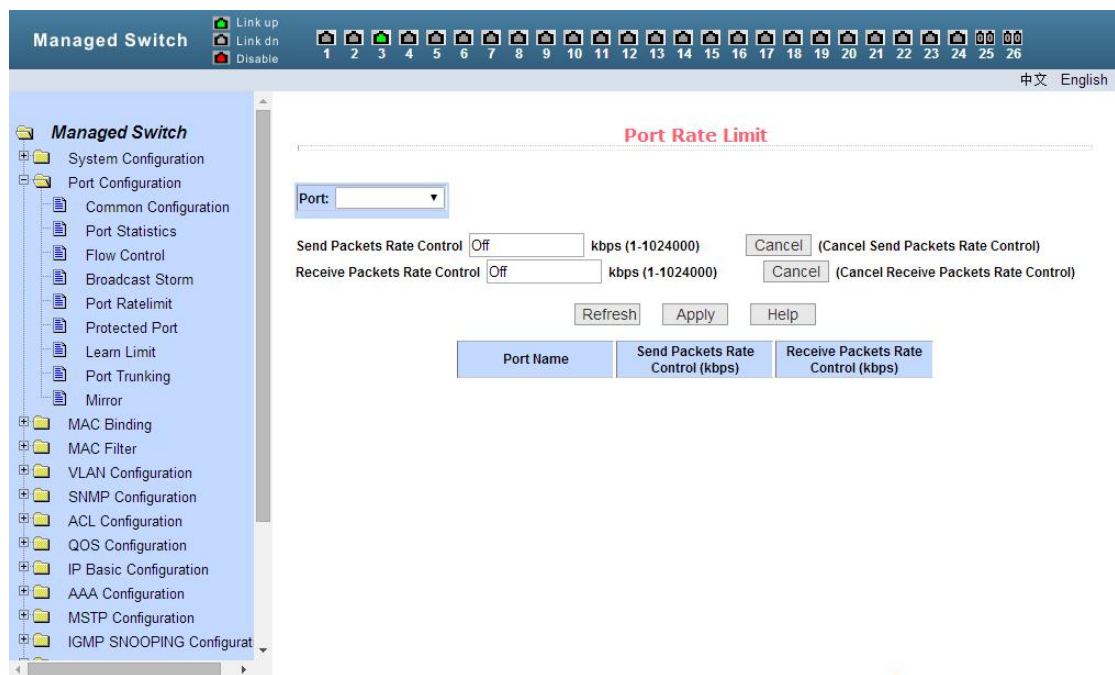 Managed Switch
Link up
Link dn
Disable
1 2 3 4 5 6 7 8 9 10 11 12 13 14 15 16 17 18 19 20 21 22 23 24 25 26
中文 English
Managed Switch
System Configuration
Port Configuration
Common Configuration
Port Statistics
Flow Control
Broadcast Storm
Port Ratelimit
Protected Port
Learn Limit
Port Trunking
Mirror
MAC Binding
MAC Filter
VLAN Configuration
SNMP Configuration
ACL Configuration
QOS Configuration
IP Basic Configuration
AAA Configuration
MSTP Configuration
IGMP SNOOPING Configurat
Port Rate Limit
Port:
Send Packets Rate Control Off kbps (1-1024000) Cancel (Cancel Send Packets Rate Control)
Receive Packets Rate Control Off kbps (1-1024000) Cancel (Cancel Receive Packets Rate Control)
Refresh Apply Help
Port Name
Send Packets Rate
Control (kbps)
Receive Packets Rate
Control (kbps)